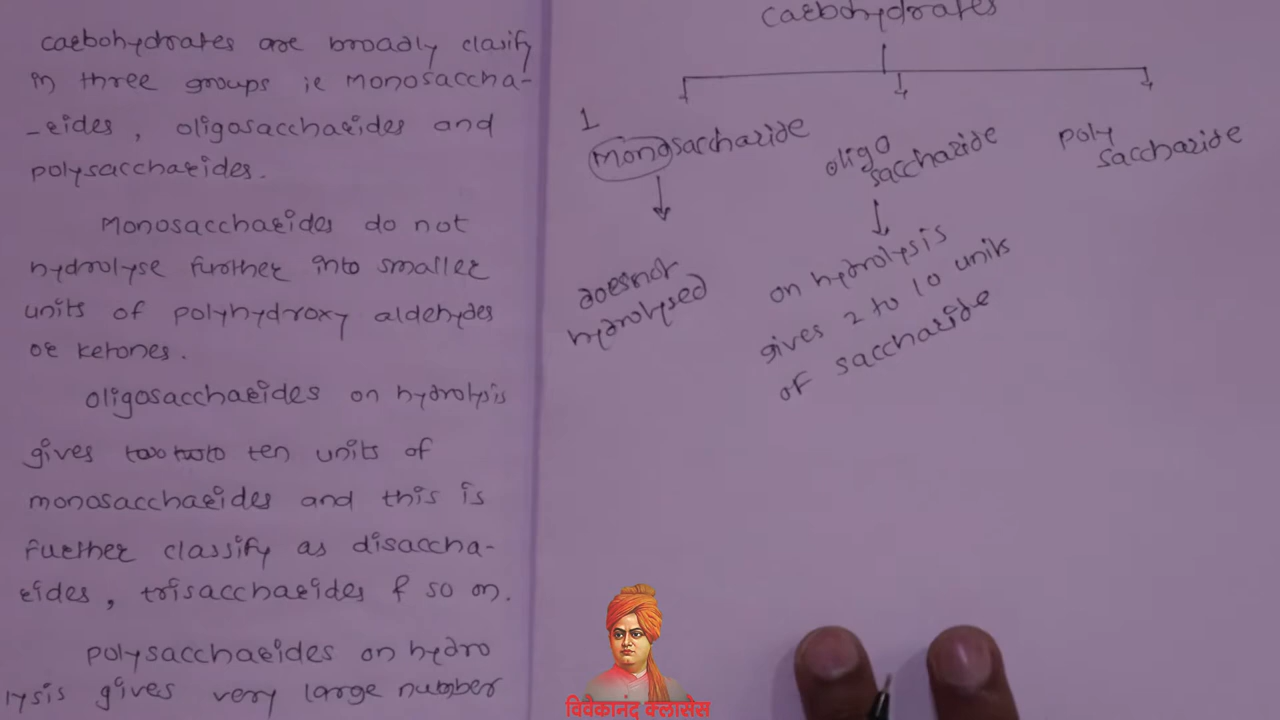 carbohydrates are broadly clasify
in three groups ie Monosaccha-
-rides, oligosaccharides and
polysaccharides.
Monosaccharides do not
hydrolyse further into smaller
units of polyhydroxy aldehydes
or ketones.
oligosaccharides on hydrolysis
gives two to ten units of
monosaccharides and this is
further classify as disaccha-
rides, trisaccharides & so on.
polysaccharides on hydro
lysis gives very large number
carbohydrates
1
Monosaccharide
oligo
saccharide
poly
saccharide
doesnot
hydrolysed
on hydrolysis
gives 2 to 10 units
of saccharide
विवेकानंद क्लासेस